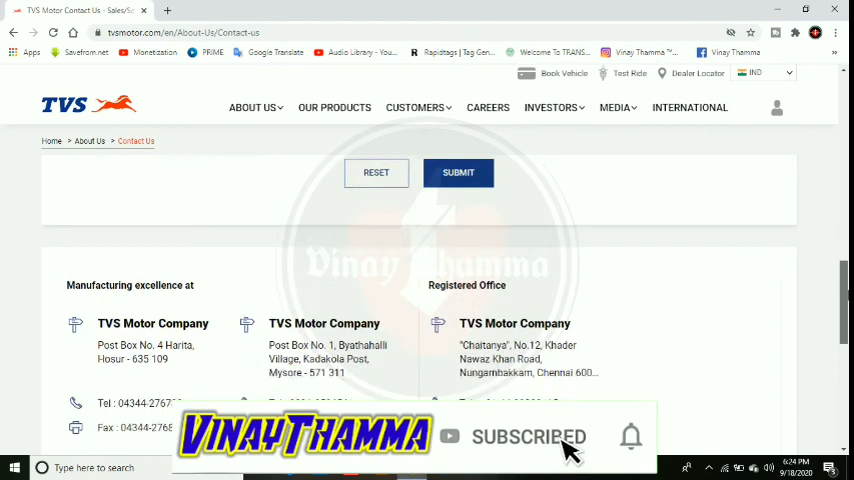 TVS Motor Contact Us - Sales/Se
tvsmotor.com/en/About-Us/Contact-us
Apps Savefrom.net Monetization PRIME Google Translate Audio Library - You... Rapidtags | Tag Gen... Welcome To TRANS... Vinay Thamma ™... Vinay Thamma
Book Vehicle Test Ride Dealer Locator IND
TVS ABOUT US OUR PRODUCTS CUSTOMERS CAREERS INVESTORS MEDIA INTERNATIONAL
Home > About Us > Contact Us
RESET SUBMIT
Vinay Thamma
Manufacturing excellence at Registered Office
TVS Motor Company TVS Motor Company TVS Motor Company
Post Box No. 4 Harita, Post Box No. 1, Byathahalli "Chaitanya", No.12, Khader
Hosur - 635 109 Village, Kadakola Post, Nawaz Khan Road,
Mysore - 571 311 Nungambakkam, Chennai 600...
Tel : 04344-276
Fax : 04344-2768
VINAYTHAMMA SUBSCRIBED
Type here to search
6:24 PM
9/18/2020